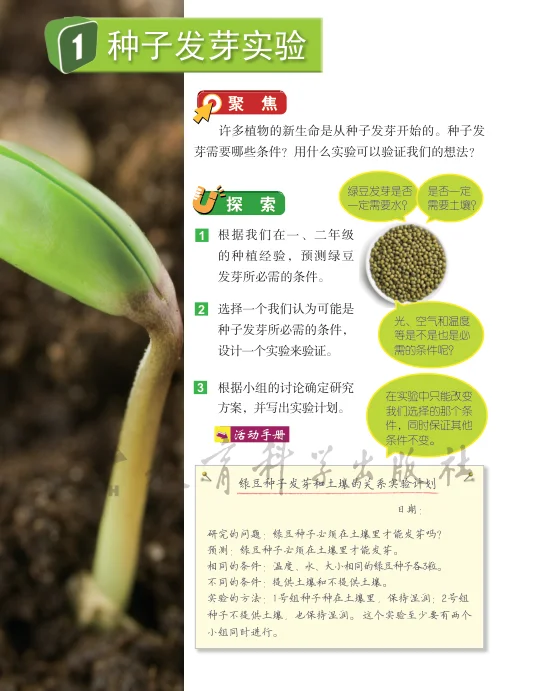 1 种子发芽实验
聚焦
许多植物的新生命是从种子发芽开始的。种子发
芽需要哪些条件？用什么实验可以验证我们的想法？
探索
绿豆发芽是否
一定需要水？
是否一定
需要土壤？
1 根据我们在一、二年级
的种植经验，预测绿豆
发芽所必需的条件。
2 选择一个我们认为可能是
种子发芽所必需的条件，
设计一个实验来验证。
光、空气和温度
等是不是也是必
需的条件呢？
3 根据小组的讨论确定研究
方案，并写出实验计划。
活动手册
在实验中只能改变
我们选择的那个条
件，同时保证其他
条件不变。
育科学出版社
绿豆种子发芽和土壤的关系实验计划
日期：
研究的问题：绿豆种子必须在土壤里才能发芽吗？
预测：绿豆种子必须在土壤里才能发芽。
相同的条件：温度、水、大小相同的绿豆种子各3粒。
不同的条件：提供土壤和不提供土壤。
实验的方法：1号组种子种在土壤里，保持湿润；2号组
种子不提供土壤，也保持湿润。这个实验至少要有两个
小组同时进行。